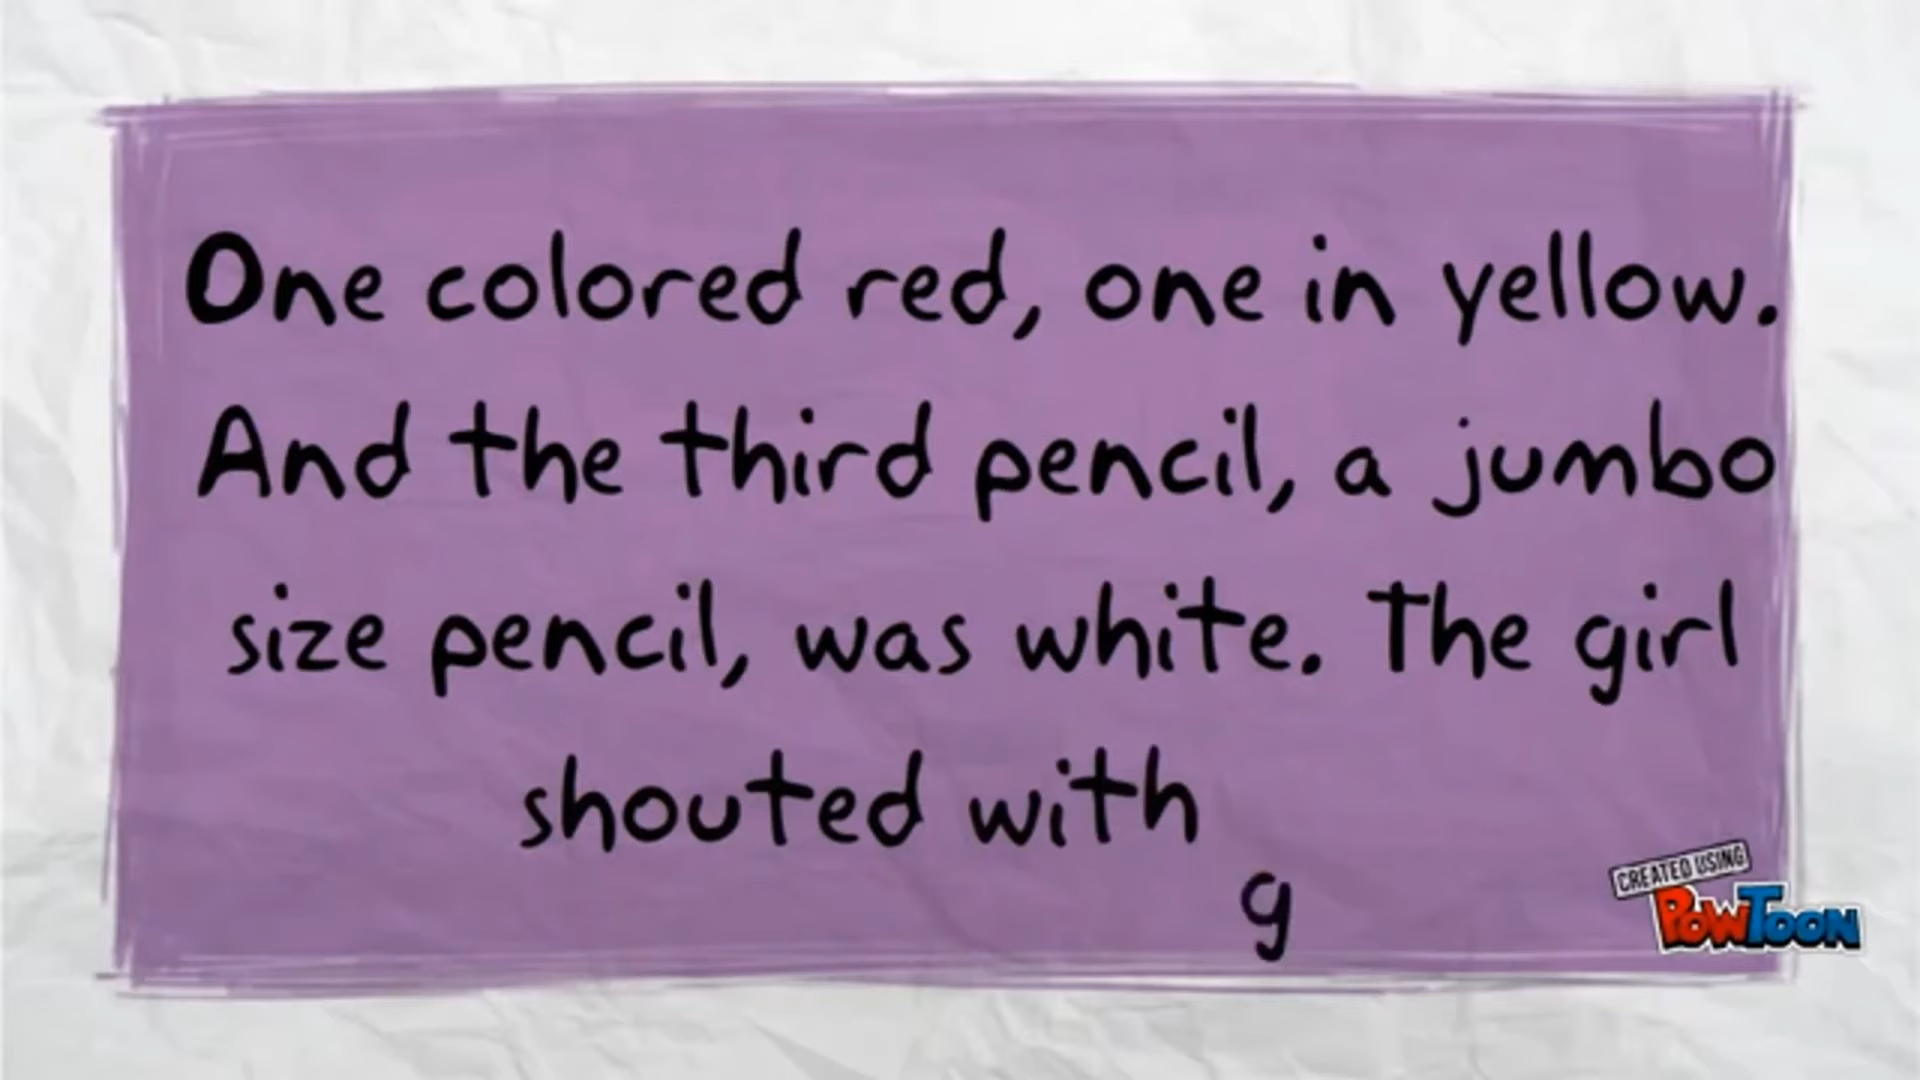 One colored red, one in yellow.
And the third pencil, a jumbo
size pencil, was white. The girl
shouted with
g
CREATED USING
POWTOON